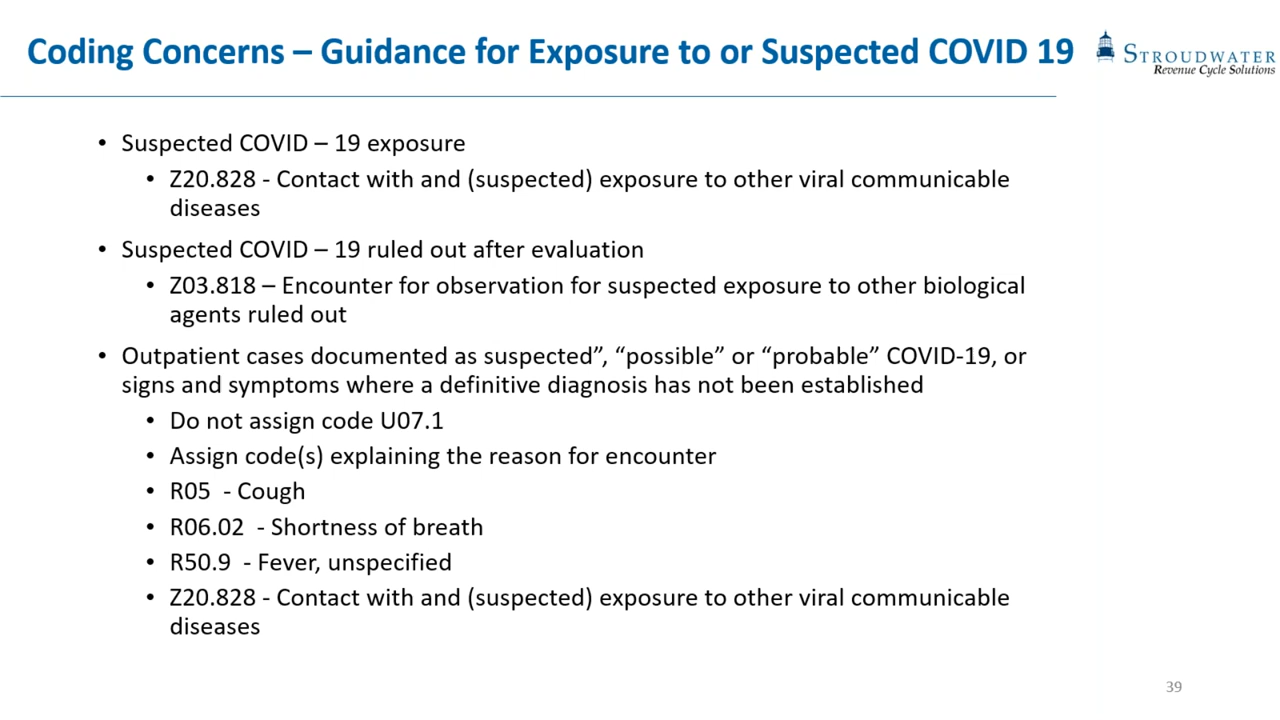 Coding Concerns – Guidance for Exposure to or Suspected COVID 19
STROUDWATER
Revenue Cycle Solutions
• Suspected COVID – 19 exposure
• Z20.828 - Contact with and (suspected) exposure to other viral communicable
diseases
• Suspected COVID – 19 ruled out after evaluation
• Z03.818 – Encounter for observation for suspected exposure to other biological
agents ruled out
• Outpatient cases documented as suspected”, “possible” or “probable” COVID-19, or
signs and symptoms where a definitive diagnosis has not been established
• Do not assign code U07.1
• Assign code(s) explaining the reason for encounter
• R05 - Cough
• R06.02 - Shortness of breath
• R50.9 - Fever, unspecified
• Z20.828 - Contact with and (suspected) exposure to other viral communicable
diseases
39